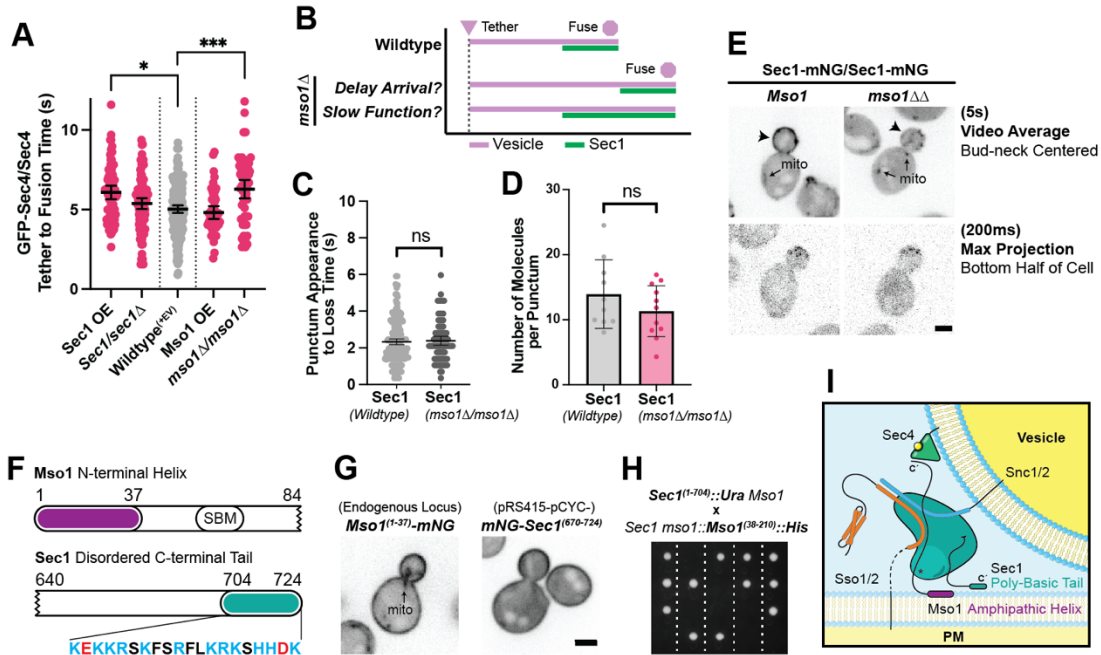 A
GFP-Sec4/Sec4
Tether to Fusion Time (s)
10
5
0
*
***
Sec1 OE
Sec1/sec1Δ
Wildtype(+EV)
Mso1 OE
mso1Δ/mso1Δ
B
Tether
Fuse
Wildtype
mso1Δ
Fuse
Delay Arrival?
Slow Function?
Vesicle
Sec1
C
Punctum Appearance
to Loss Time (s)
10
8
6
4
2
0
ns
Sec1
(Wildtype)
Sec1
(mso1Δ/mso1Δ)
D
Number of Molecules
per Punctum
30
20
10
0
ns
Sec1
(Wildtype)
Sec1
(mso1Δ/mso1Δ)
E
Sec1-mNG/Sec1-mNG
Mso1
mso1ΔΔ
mito
mito
(5s)
Video Average
Bud-neck Centered
(200ms)
Max Projection
Bottom Half of Cell
F
Mso1 N-terminal Helix
1 37 84
SBM
Sec1 Disordered C-terminal Tail
640 704 724
KEKKRSKFSRFLKRKSHHDK
G
(Endogenous Locus)
Mso1(1-37)-mNG
mito
(pRS415-pCYC-)
mNG-Sec1(670-724)
H
Sec1(1-704)::Ura Mso1
x
Sec1 mso1::Mso1(38-210)::His
I
Sec4
c´
Vesicle
Snc1/2
Sso1/2
Sec1
c´
Poly-Basic Tail
Mso1 Amphipathic Helix
PM